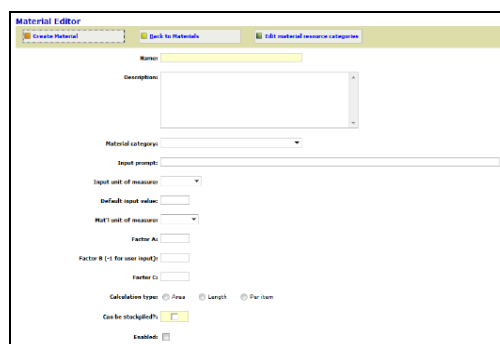 Material Editor
Create Material Back to Materials Edit material resource categories
Name:
Description:
Material category:
Input prompt:
Input unit of measure:
Default input value:
Mat'l unit of measure:
Factor A:
Factor B (-1 for user input):
Factor C:
Calculation type: Area Length Per item
Can be stockpiled?:
Enabled: